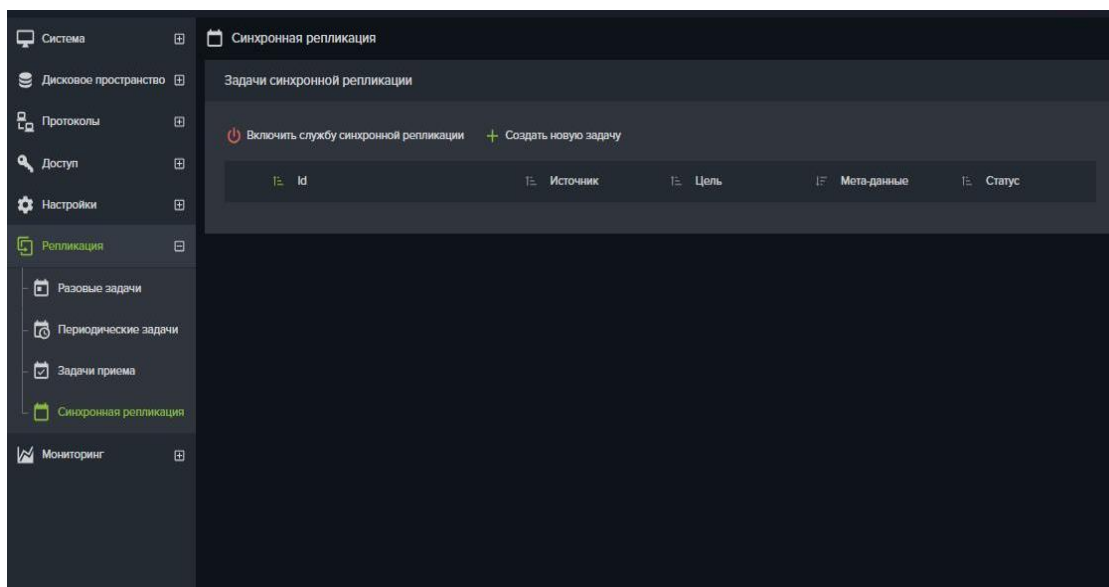 Система
Дисковое пространство
Протоколы
Доступ
Настройки
Репликация
Разовые задачи
Периодические задачи
Задачи приема
Синхронная репликация
Мониторинг
Синхронная репликация
Задачи синхронной репликации
Включить службу синхронной репликации Создать новую задачу
Id Источник Цель Мета-данные Статус